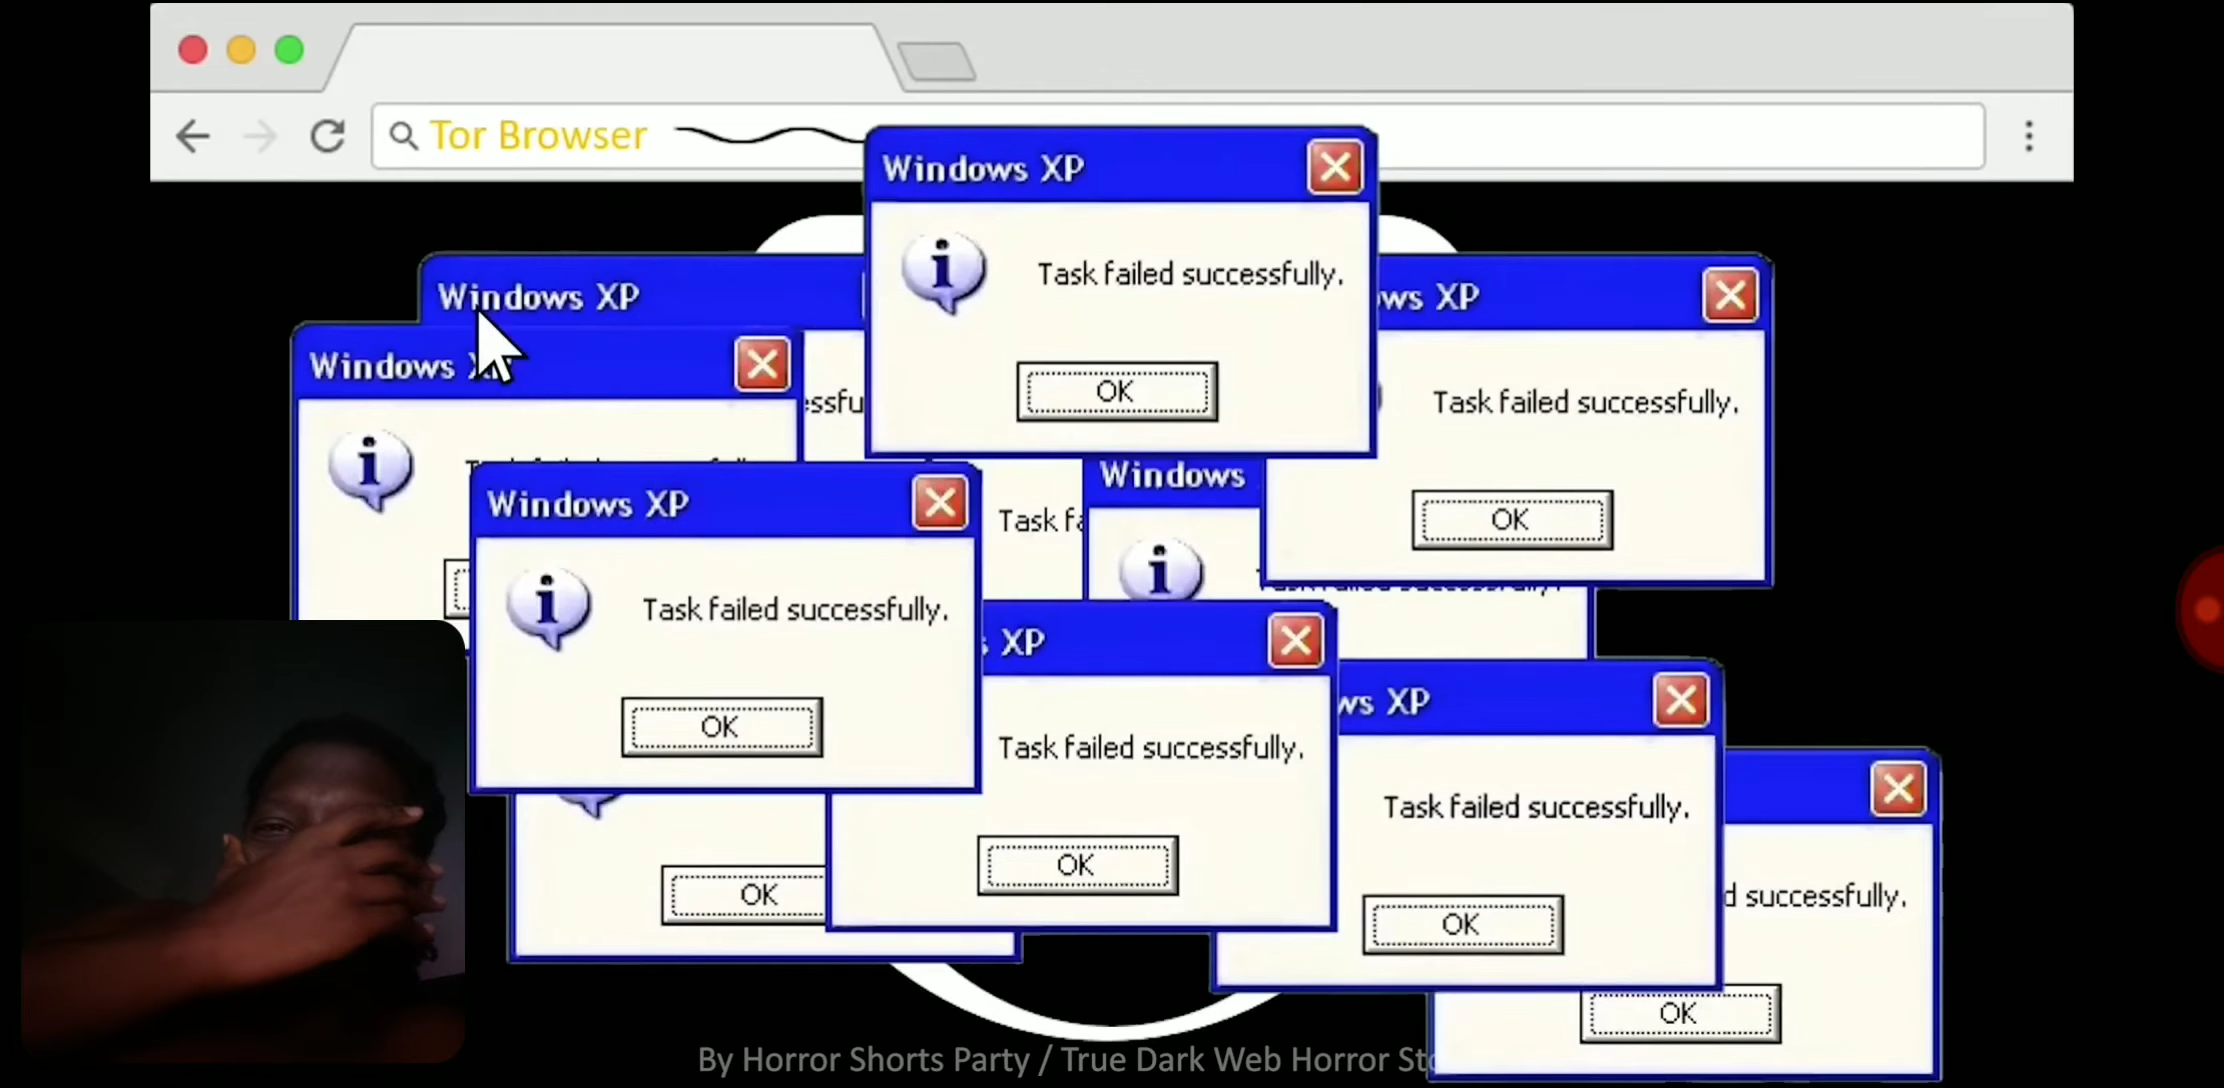 Tor Browser
Windows XP
Task failed successfully.
OK
Windows XP
ws XP
Task failed successfully.
OK
Windows
Windows XP
Task failed successfully.
OK
Windows
Task
XP
Task failed successfully.
OK
ws XP
Task failed successfully.
OK
OK
d successfully.
OK
By Horror Shorts Party / True Dark Web Horror